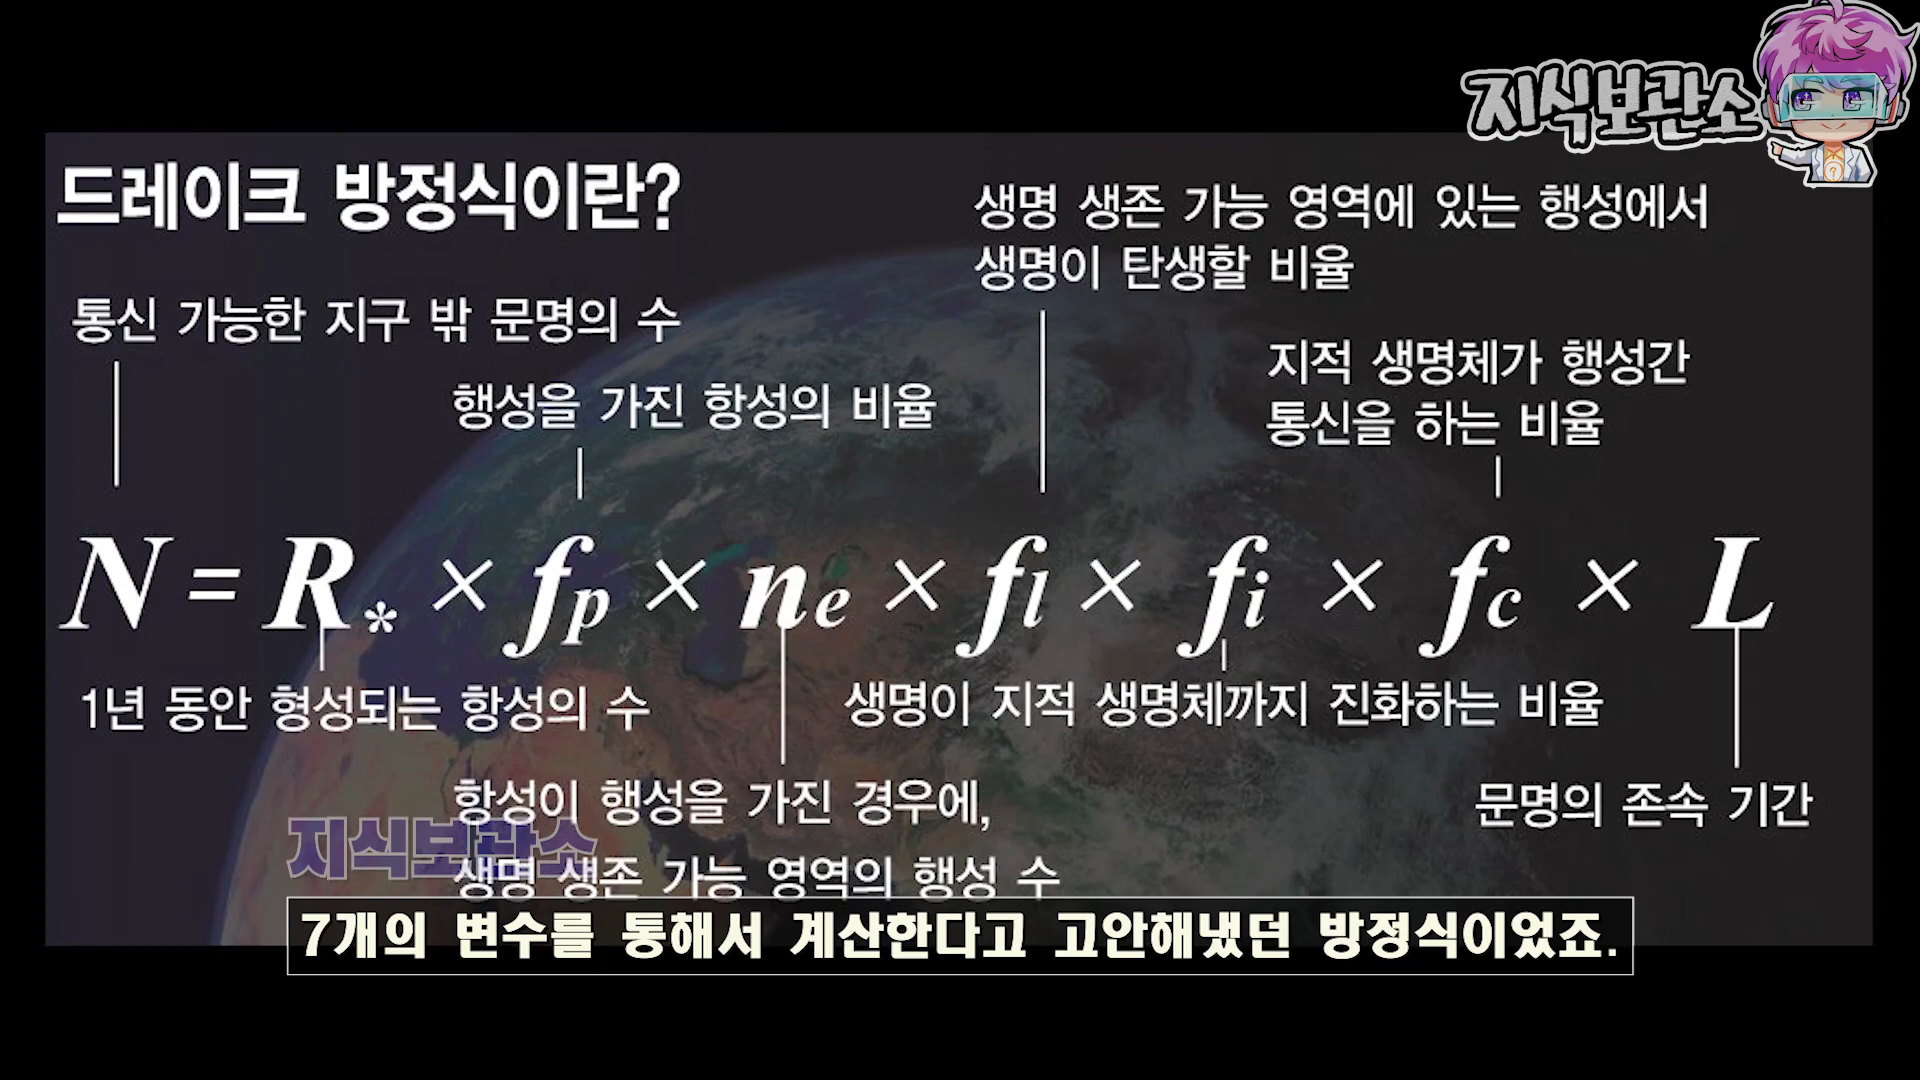 지식보관소
드레이크 방정식이란?
생명 생존 가능 영역에 있는 행성에서
생명이 탄생할 비율
통신 가능한 지구 밖 문명의 수
행성을 가진 항성의 비율
지적 생명체가 행성간
통신을 하는 비율
N = R* × fp × ne × fl × fi × fc × L
1년 동안 형성되는 항성의 수
생명이 지적 생명체까지 진화하는 비율
항성이 행성을 가진 경우에,
생명 생존 가능 영역의 행성 수
문명의 존속 기간
지식보관소
7개의 변수를 통해서 계산한다고 고안해냈던 방정식이었죠.